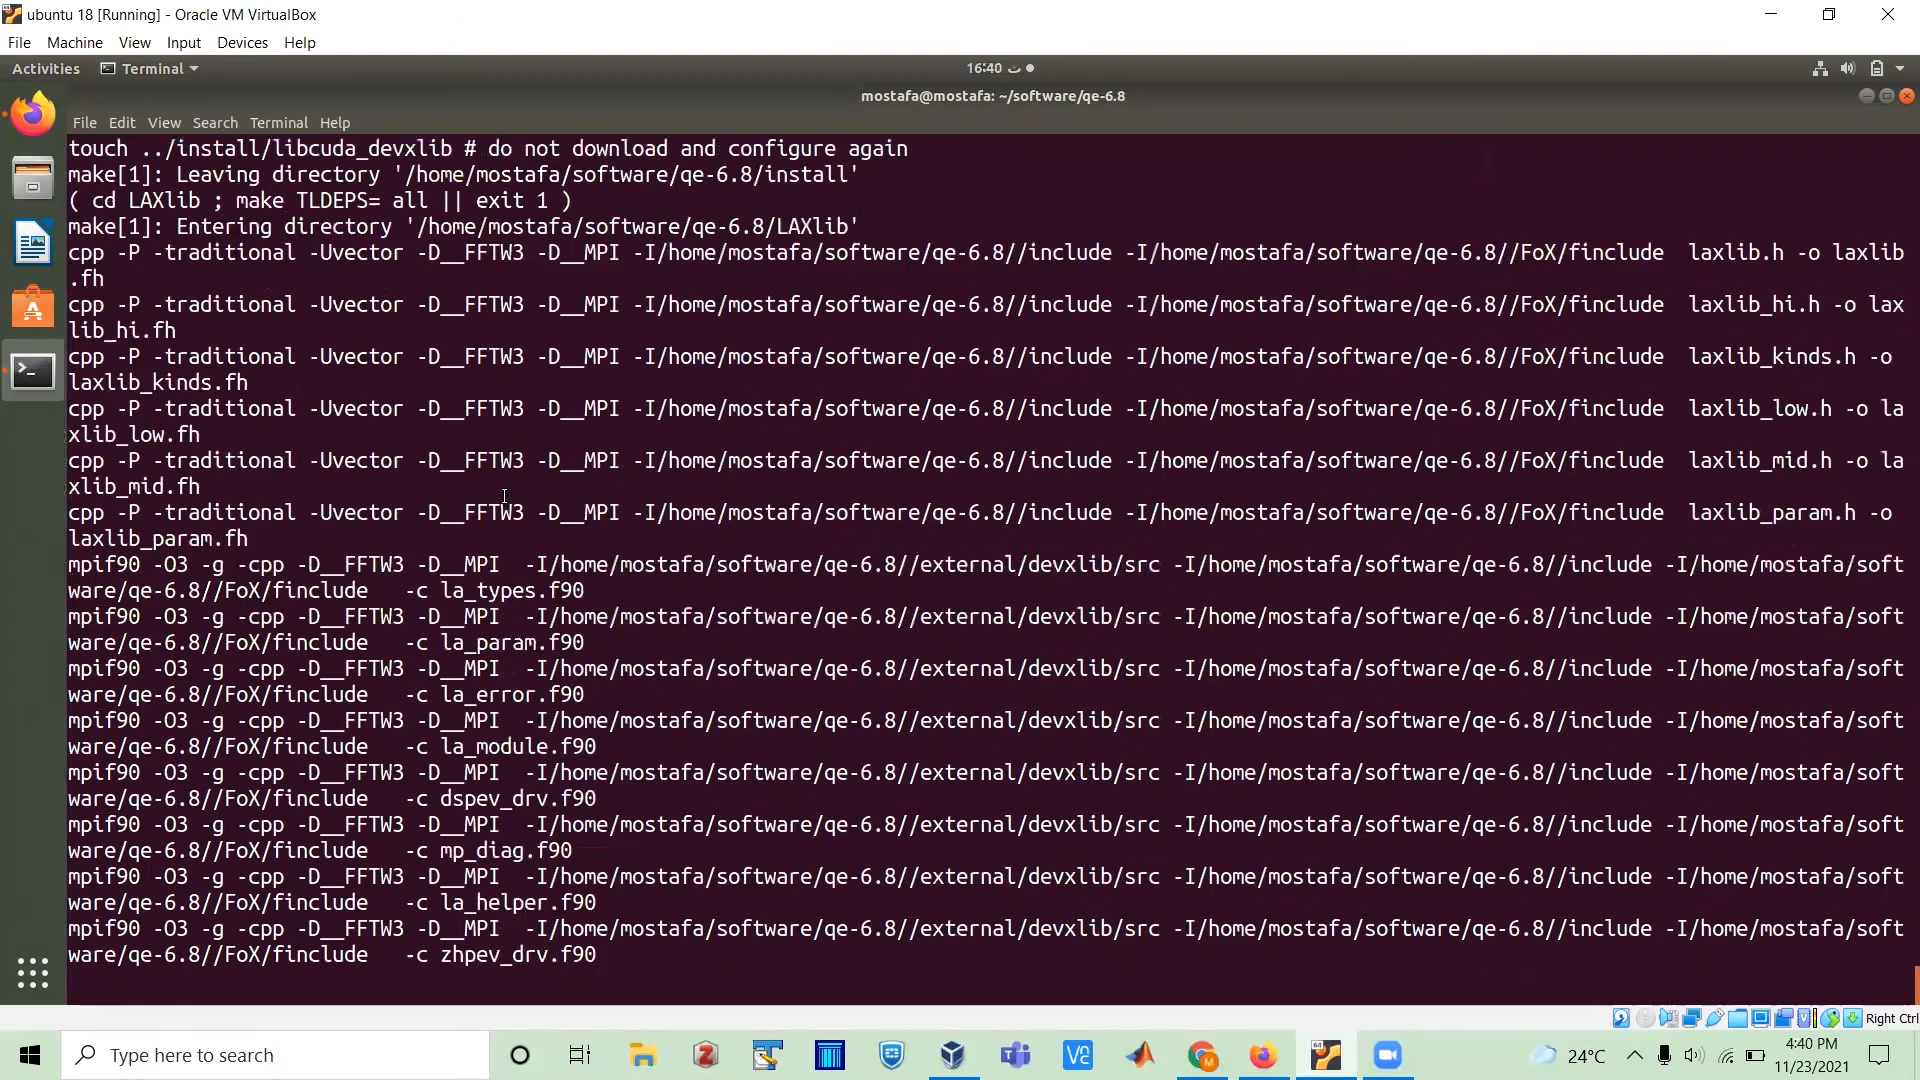 ubuntu 18 [Running] - Oracle VM VirtualBox
File Machine View Input Devices Help
Activities Terminal 16:40 ث
mostafa@mostafa: ~/software/qe-6.8
File Edit View Search Terminal Help
touch ../install/libcuda_devxlib # do not download and configure again
make[1]: Leaving directory '/home/mostafa/software/qe-6.8/install'
( cd LAXlib ; make TLDEPS= all || exit 1 )
make[1]: Entering directory '/home/mostafa/software/qe-6.8/LAXlib'
cpp -P -traditional -Uvector -D__FFTW3 -D__MPI -I/home/mostafa/software/qe-6.8//include -I/home/mostafa/software/qe-6.8//FoX/finclude  laxlib.h -o laxlib
.fh
cpp -P -traditional -Uvector -D__FFTW3 -D__MPI -I/home/mostafa/software/qe-6.8//include -I/home/mostafa/software/qe-6.8//FoX/finclude  laxlib_hi.h -o lax
lib_hi.fh
cpp -P -traditional -Uvector -D__FFTW3 -D__MPI -I/home/mostafa/software/qe-6.8//include -I/home/mostafa/software/qe-6.8//FoX/finclude  laxlib_kinds.h -o
laxlib_kinds.fh
cpp -P -traditional -Uvector -D__FFTW3 -D__MPI -I/home/mostafa/software/qe-6.8//include -I/home/mostafa/software/qe-6.8//FoX/finclude  laxlib_low.h -o la
xlib_low.fh
cpp -P -traditional -Uvector -D__FFTW3 -D__MPI -I/home/mostafa/software/qe-6.8//include -I/home/mostafa/software/qe-6.8//FoX/finclude  laxlib_mid.h -o la
xlib_mid.fh
cpp -P -traditional -Uvector -D__FFTW3 -D__MPI -I/home/mostafa/software/qe-6.8//include -I/home/mostafa/software/qe-6.8//FoX/finclude  laxlib_param.h -o
laxlib_param.fh
mpif90 -O3 -g -cpp -D__FFTW3 -D__MPI  -I/home/mostafa/software/qe-6.8//external/devxlib/src -I/home/mostafa/software/qe-6.8//include -I/home/mostafa/soft
ware/qe-6.8//FoX/finclude   -c la_types.f90
mpif90 -O3 -g -cpp -D__FFTW3 -D__MPI  -I/home/mostafa/software/qe-6.8//external/devxlib/src -I/home/mostafa/software/qe-6.8//include -I/home/mostafa/soft
ware/qe-6.8//FoX/finclude   -c la_param.f90
mpif90 -O3 -g -cpp -D__FFTW3 -D__MPI  -I/home/mostafa/software/qe-6.8//external/devxlib/src -I/home/mostafa/software/qe-6.8//include -I/home/mostafa/soft
ware/qe-6.8//FoX/finclude   -c la_error.f90
mpif90 -O3 -g -cpp -D__FFTW3 -D__MPI  -I/home/mostafa/software/qe-6.8//external/devxlib/src -I/home/mostafa/software/qe-6.8//include -I/home/mostafa/soft
ware/qe-6.8//FoX/finclude   -c la_module.f90
mpif90 -O3 -g -cpp -D__FFTW3 -D__MPI  -I/home/mostafa/software/qe-6.8//external/devxlib/src -I/home/mostafa/software/qe-6.8//include -I/home/mostafa/soft
ware/qe-6.8//FoX/finclude   -c dspev_drv.f90
mpif90 -O3 -g -cpp -D__FFTW3 -D__MPI  -I/home/mostafa/software/qe-6.8//external/devxlib/src -I/home/mostafa/software/qe-6.8//include -I/home/mostafa/soft
ware/qe-6.8//FoX/finclude   -c mp_diag.f90
mpif90 -O3 -g -cpp -D__FFTW3 -D__MPI  -I/home/mostafa/software/qe-6.8//external/devxlib/src -I/home/mostafa/software/qe-6.8//include -I/home/mostafa/soft
ware/qe-6.8//FoX/finclude   -c la_helper.f90
mpif90 -O3 -g -cpp -D__FFTW3 -D__MPI  -I/home/mostafa/software/qe-6.8//external/devxlib/src -I/home/mostafa/software/qe-6.8//include -I/home/mostafa/soft
ware/qe-6.8//FoX/finclude   -c zhpev_drv.f90
Right Ctrl
Type here to search
24°C
4:40 PM
11/23/2021